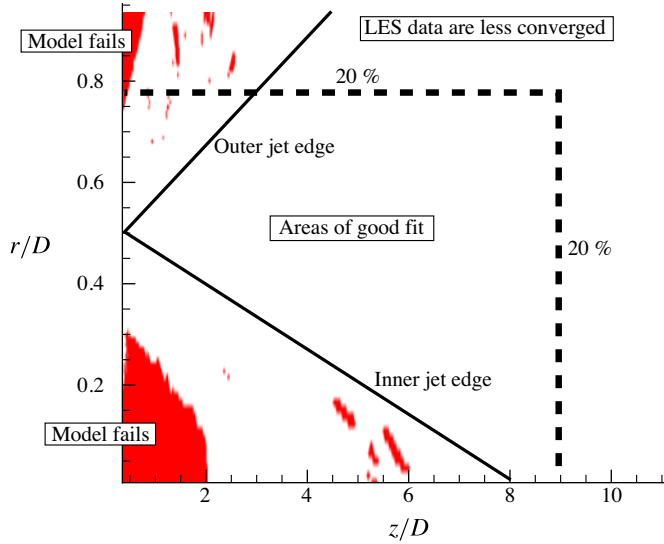 Model fails
LES data are less converged
20 %
0.8
Outer jet edge
0.6
Areas of good fit
r/D
20 %
0.4
Inner jet edge
0.2
Model fails
2
4
6
8
10
z/D